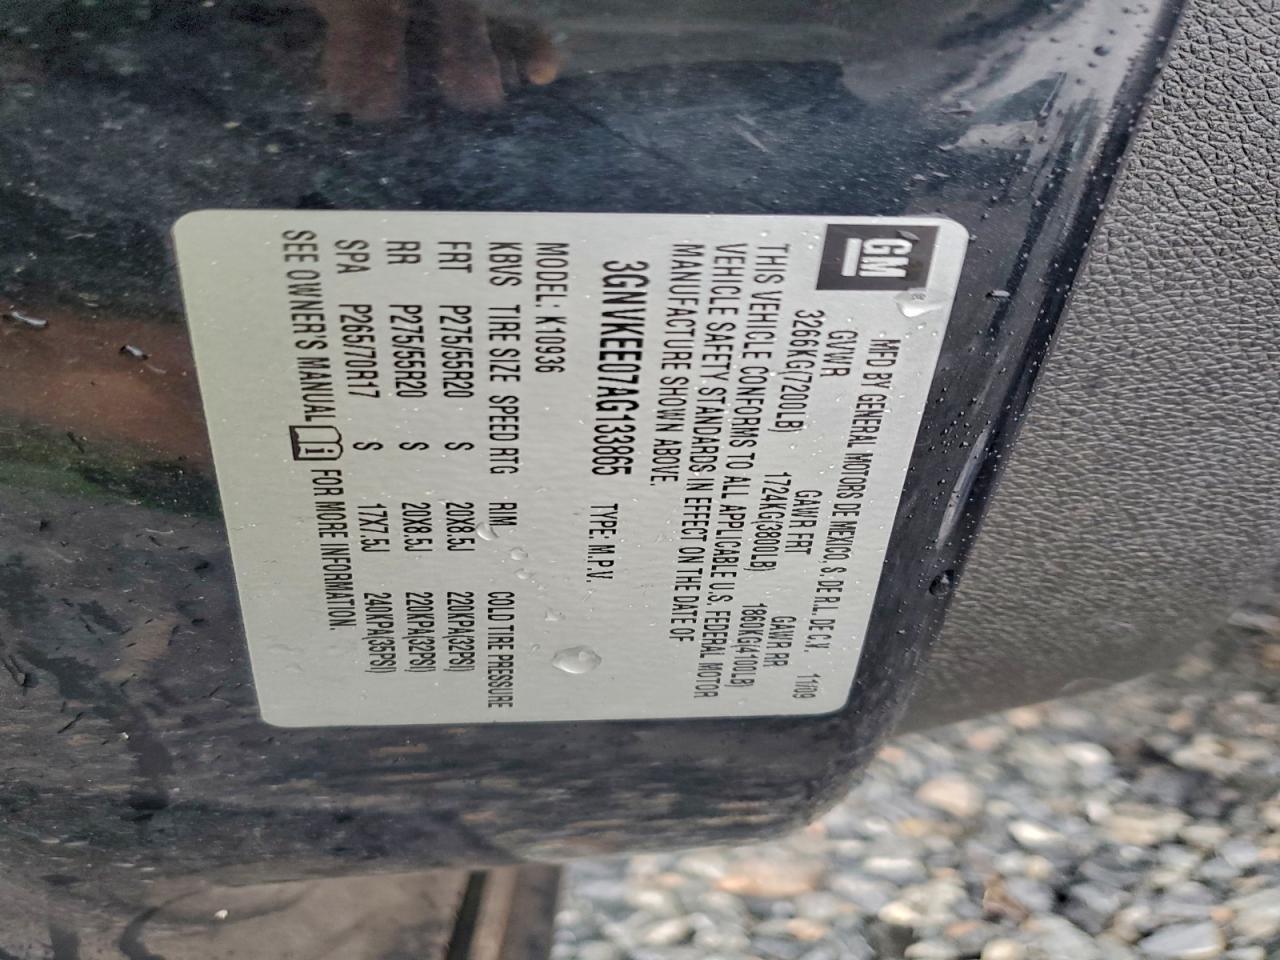 GM
MFD BY GENERAL MOTORS DE MEXICO, S. DE R.L. DE C.V. 11/09
GVWR GAWR FRT GAWR RR
3266KG(7200LB) 1724KG(3800LB) 1860KG(4100LB)
THIS VEHICLE CONFORMS TO ALL APPLICABLE U.S. FEDERAL MOTOR
VEHICLE SAFETY STANDARDS IN EFFECT ON THE DATE OF
MANUFACTURE SHOWN ABOVE.
3GNVKEE07AG133865 TYPE: M.P.V.
MODEL: K10936
KBVS TIRE SIZE SPEED RTG RIM COLD TIRE PRESSURE
FRT P275/55R20 S 20X8.5J 220KPA(32PSI)
RR P275/55R20 S 20X8.5J 220KPA(32PSI)
SPA P265/70R17 S 17X7.5J 240KPA(35PSI)
SEE OWNER'S MANUAL i FOR MORE INFORMATION.